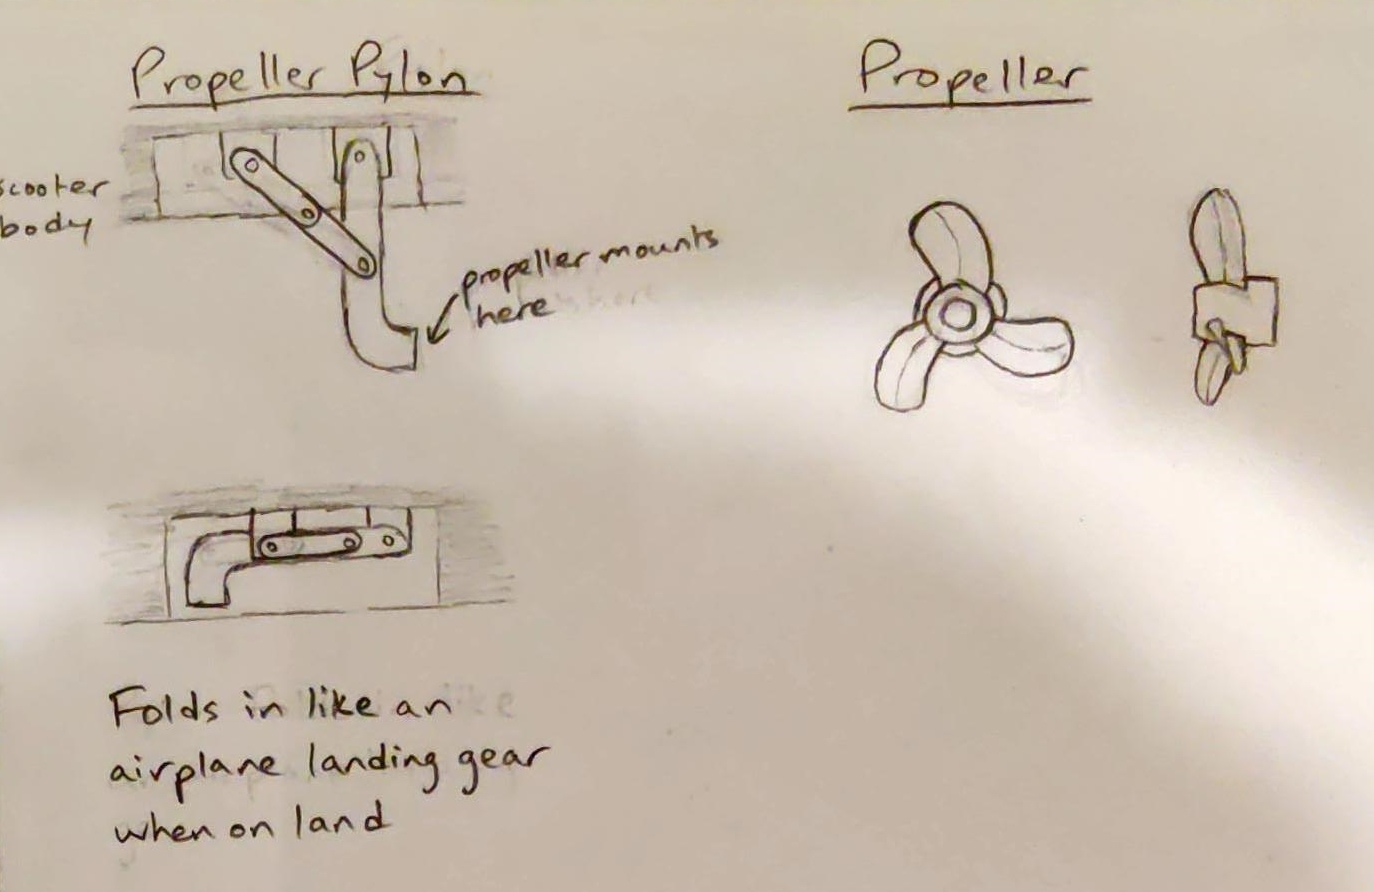 Propeller Pylon
Propeller
scooter
body
propeller mounts
here
Folds in like an
airplane landing gear
when on land